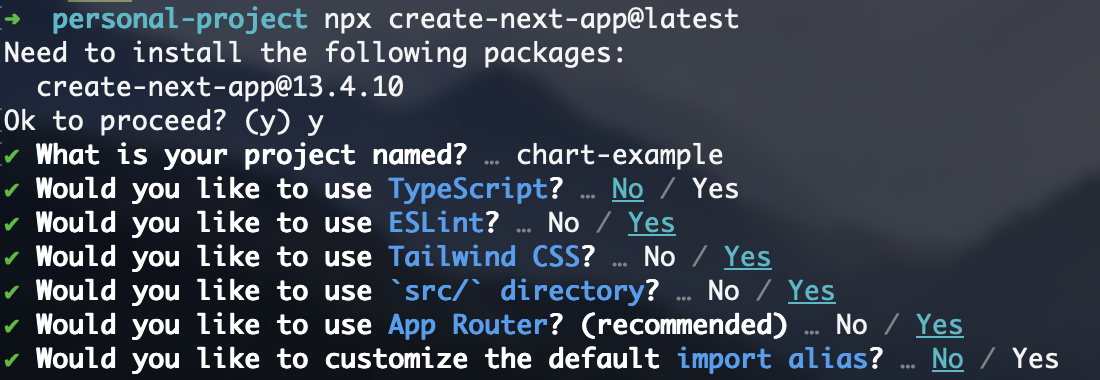 ➜  personal-project npx create-next-app@latest
Need to install the following packages:
  create-next-app@13.4.10
Ok to proceed? (y) y
✔ What is your project named? … chart-example
✔ Would you like to use TypeScript? … No / Yes
✔ Would you like to use ESLint? … No / Yes
✔ Would you like to use Tailwind CSS? … No / Yes
✔ Would you like to use `src/` directory? … No / Yes
✔ Would you like to use App Router? (recommended) … No / Yes
✔ Would you like to customize the default import alias? … No / Yes